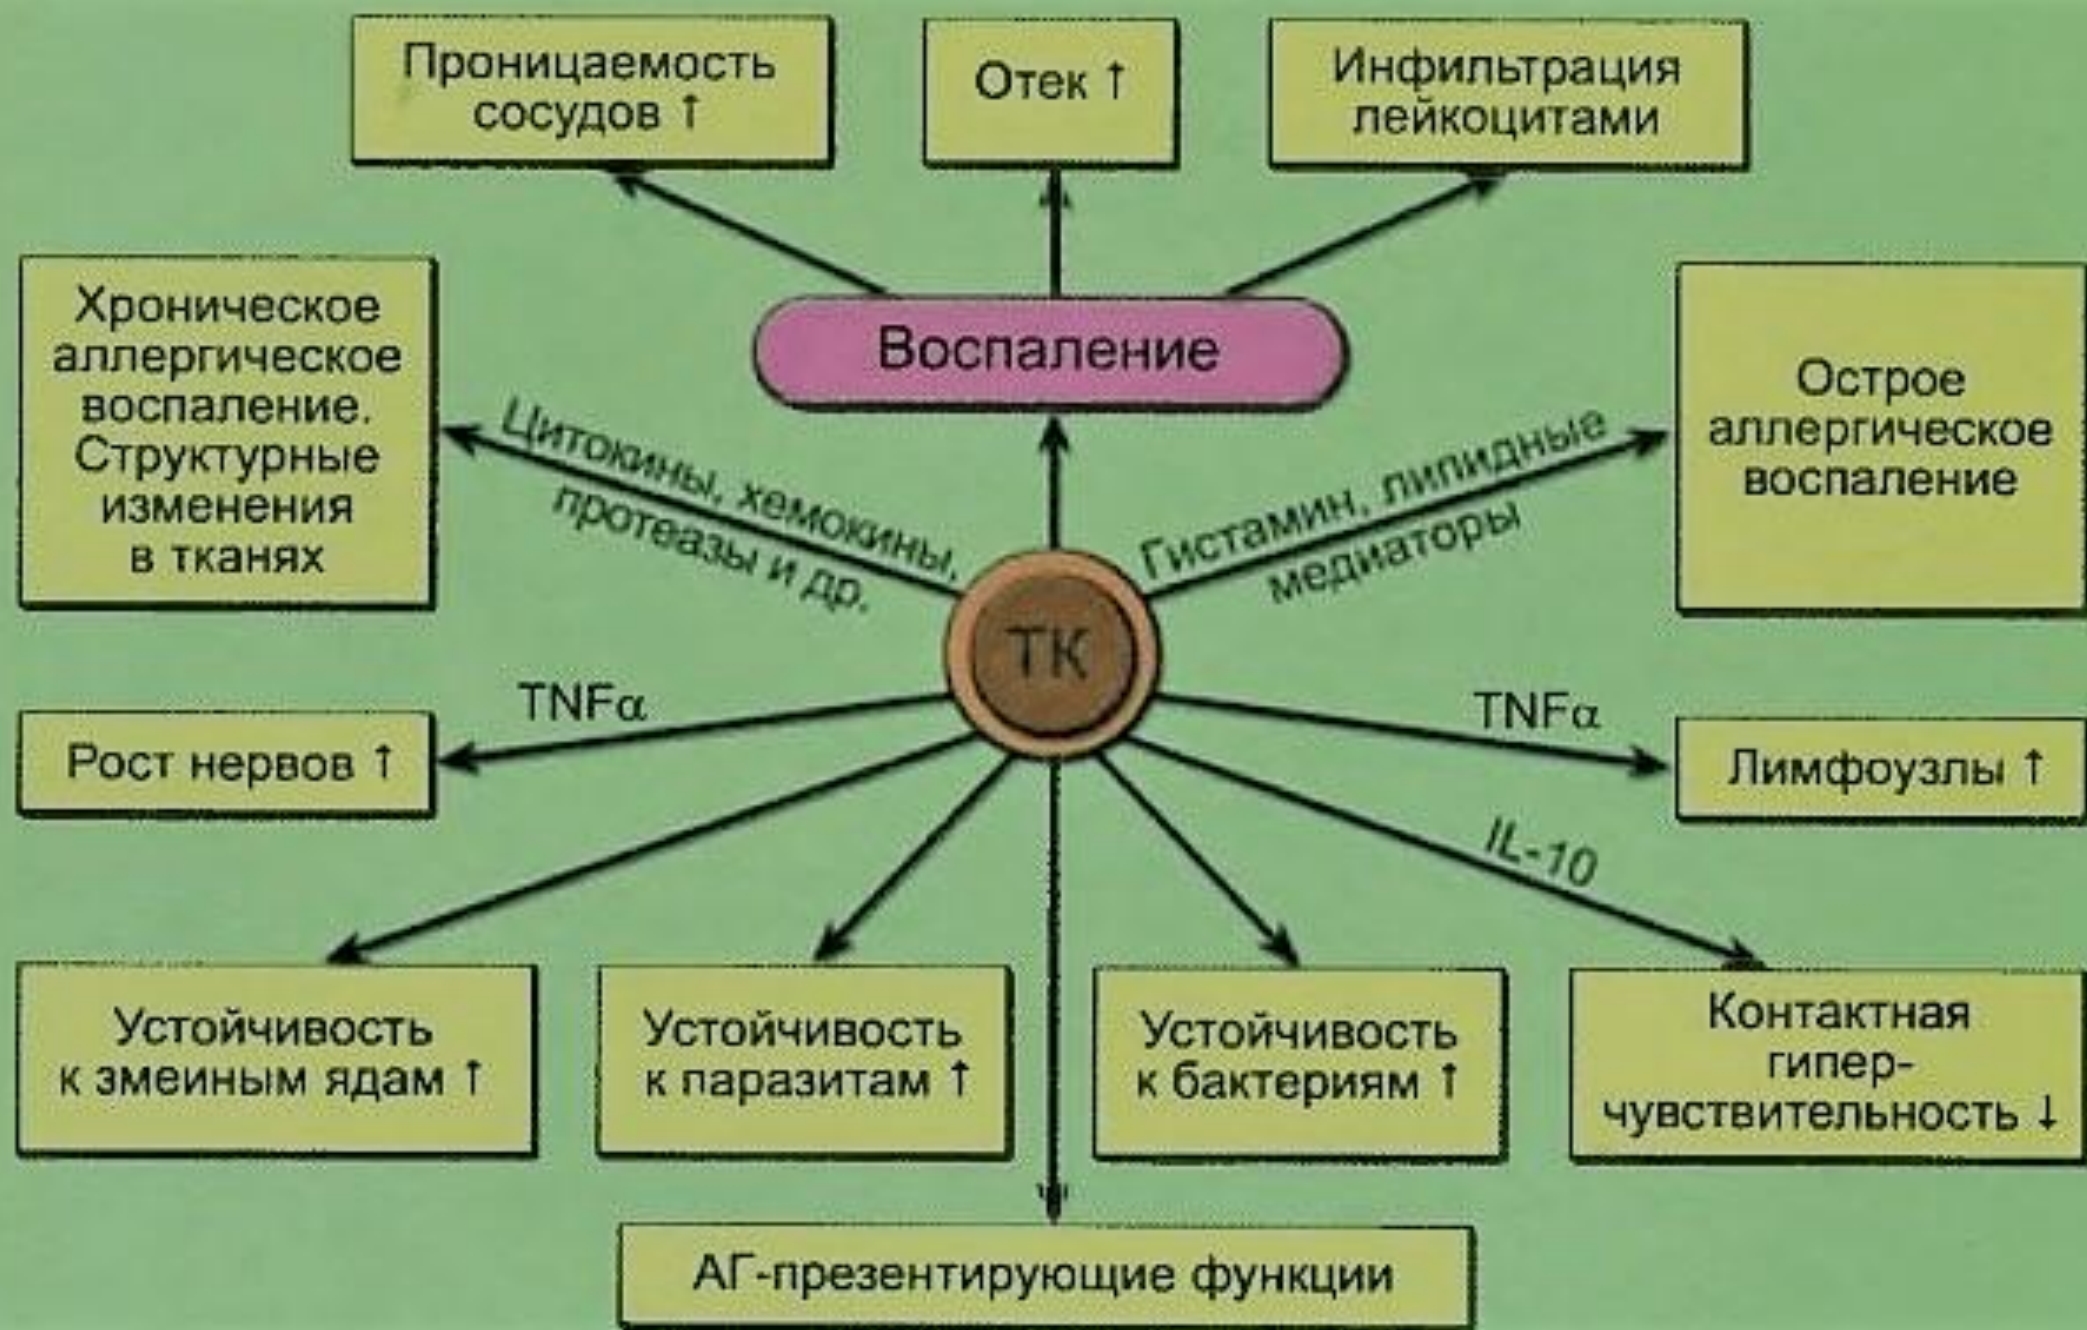 Проницаемость
сосудов ↑
Отек ↑
Инфильтрация
лейкоцитами
Хроническое
аллергическое
воспаление.
Структурные
изменения
в тканях
Воспаление
Острое
аллергическое
воспаление
Цитокины, хемокины,
протеазы и др.
Гистамин, липидные
медиаторы
ТК
TNFα
TNFα
Рост нервов ↑
Лимфоузлы ↑
IL-10
Устойчивость
к змеиным ядам ↑
Устойчивость
к паразитам ↑
Устойчивость
к бактериям ↑
Контактная
гипер-
чувствительность ↓
АГ-презентирующие функции